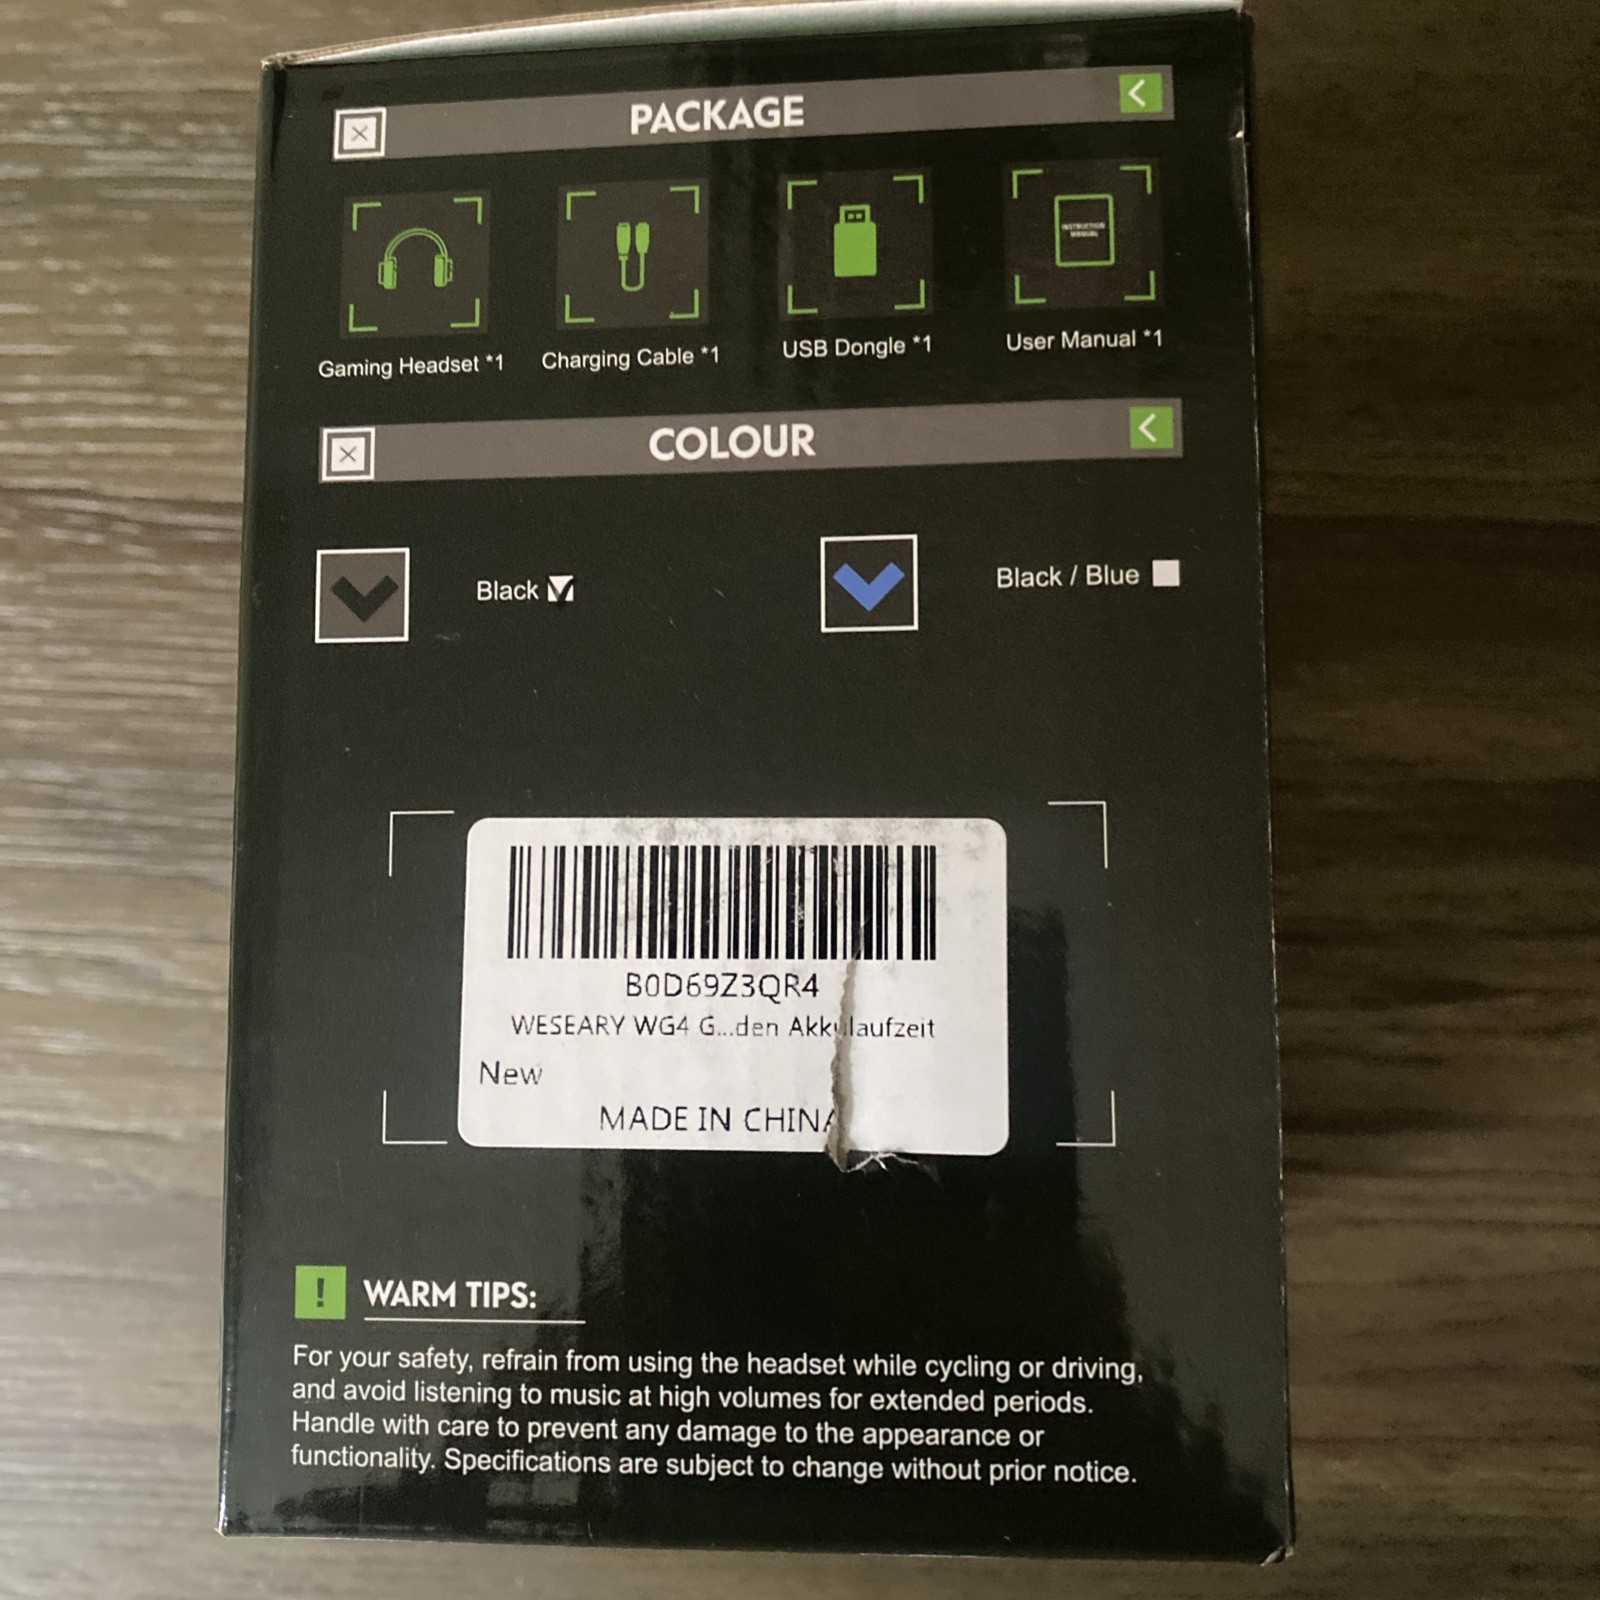 PACKAGE
INSTRUCTION
MANUAL
Gaming Headset *1
Charging Cable *1
USB Dongle *1
User Manual *1
COLOUR
Black
Black / Blue
B0D69Z3QR4
WESEARY WG4 G...den Akkulaufzeit
New
MADE IN CHINA
! WARM TIPS:
For your safety, refrain from using the headset while cycling or driving,
and avoid listening to music at high volumes for extended periods.
Handle with care to prevent any damage to the appearance or
functionality. Specifications are subject to change without prior notice.